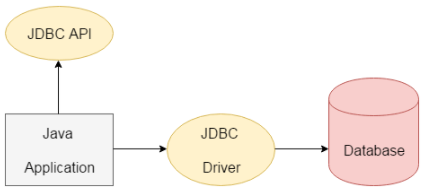 JDBC API
Java
Application
JDBC
Driver
Database